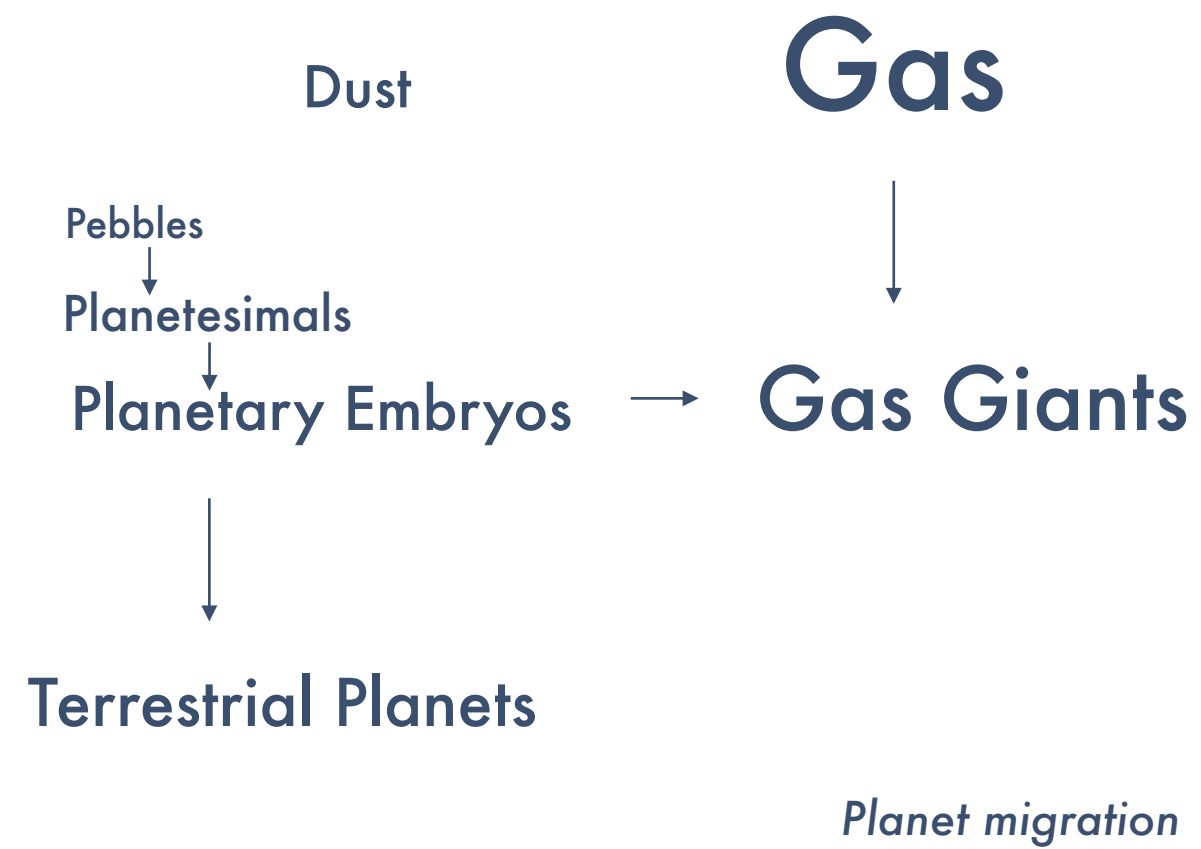 Dust
Gas
Pebbles
Planetesimals
Planetary Embryos
Gas Giants
Terrestrial Planets
Planet migration